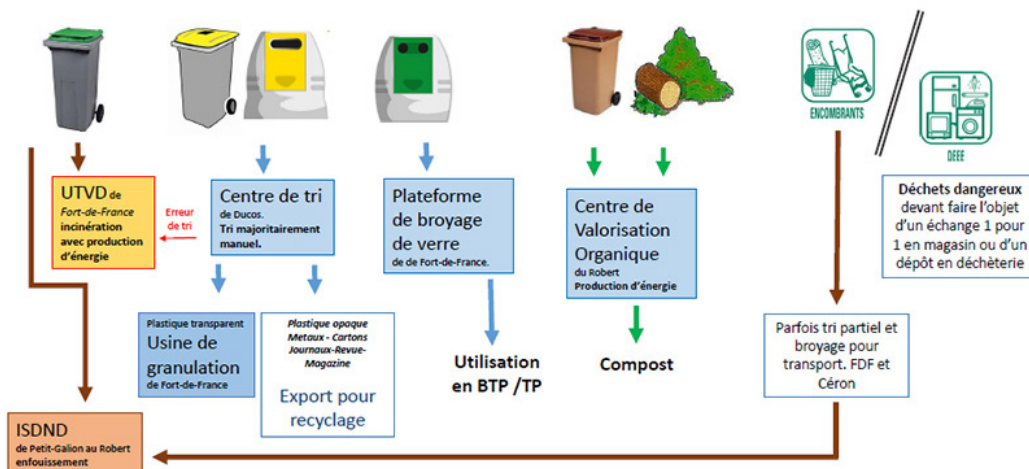 ENCOMBRANTS
DEEE
UTVD de
Fort-de-France
incinération
avec production
d'énergie
Erreur
de tri
Centre de tri
de Ducos.
Tri majoritairement
manuel.
Plateforme
de broyage
de verre
de de Fort-de-France.
Centre de
Valorisation
Organique
du Robert
Production d'énergie
Déchets dangereux
devant faire l'objet
d'un échange 1 pour
1 en magasin ou d'un
dépôt en déchèterie
Plastique transparent
Usine de
granulation
de Fort-de-France
Plastique opaque
Metaux - Cartons
Journaux-Revue-
Magazine
Export pour
recyclage
Utilisation
en BTP /TP
Compost
Parfois tri partiel et
broyage pour
transport. FDF et
Céron
ISDND
de Petit-Galion au Robert
enfouissement